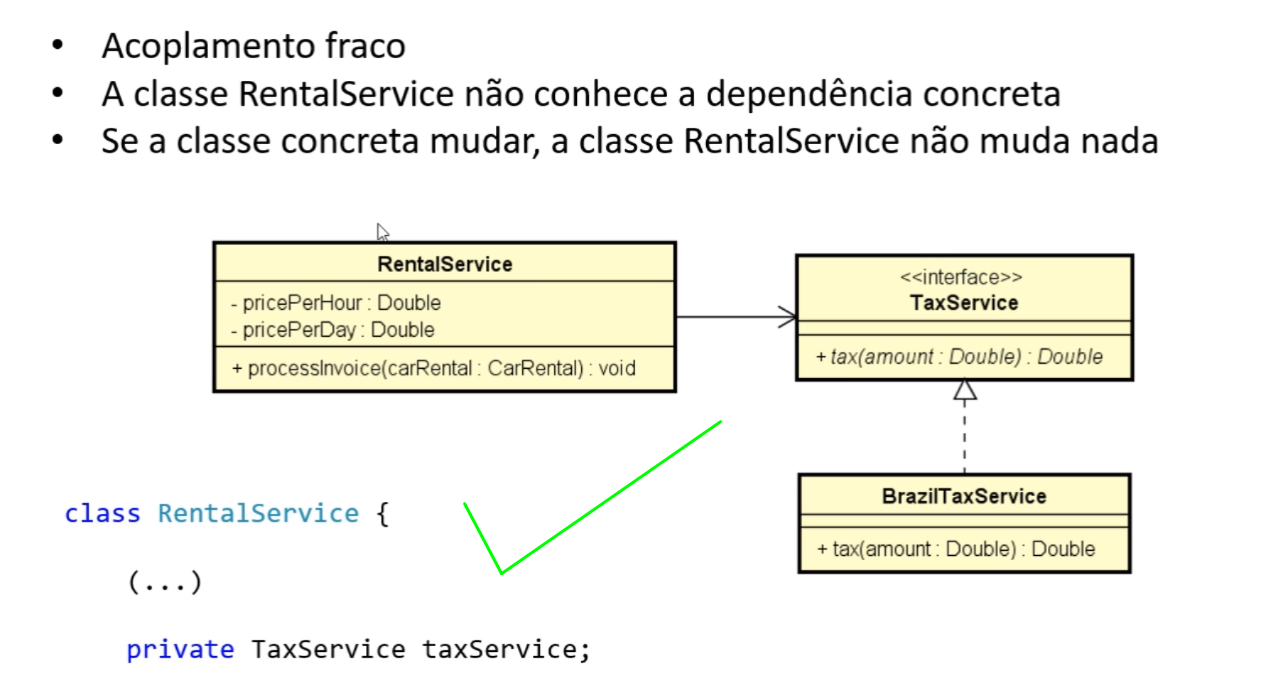 • Acoplamento fraco
• A classe RentalService não conhece a dependência concreta
• Se a classe concreta mudar, a classe RentalService não muda nada
RentalService
- pricePerHour : Double
- pricePerDay : Double
+ processInvoice(carRental : CarRental) : void
<<interface>>
TaxService
+ tax(amount : Double) : Double
BrazilTaxService
+ tax(amount : Double) : Double
class RentalService {
(...)
private TaxService taxService;